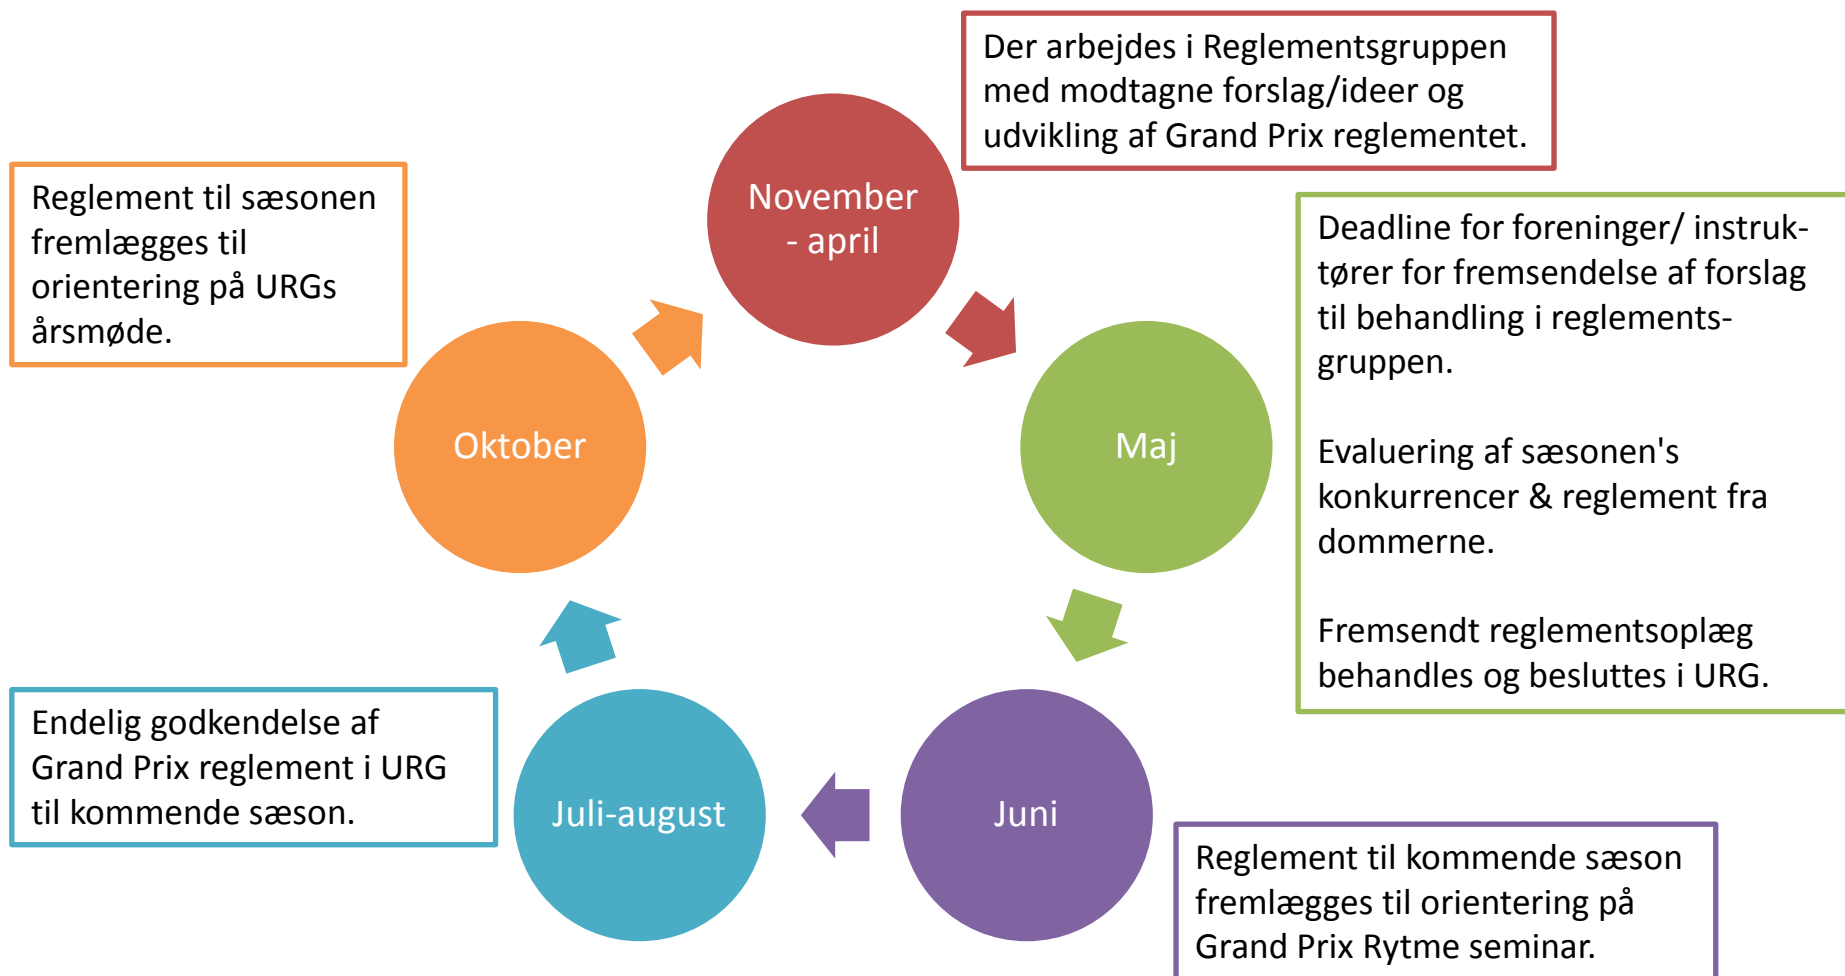 Der arbejdes i Reglementsgruppen
med modtagne forslag/ideer og
udvikling af Grand Prix reglementet.
November
- april
Reglement til sæsonen
fremlægges til
orientering på URGs
årsmøde.
Deadline for foreninger/ instruk-
tører for fremsendelse af forslag
til behandling i reglements-
gruppen.
Evaluering af sæsonen's
konkurrencer & reglement fra
dommerne.
Fremsendt reglementsoplæg
behandles og besluttes i URG.
Oktober
Maj
Endelig godkendelse af
Grand Prix reglement i URG
til kommende sæson.
Juli-august
Juni
Reglement til kommende sæson
fremlægges til orientering på
Grand Prix Rytme seminar.